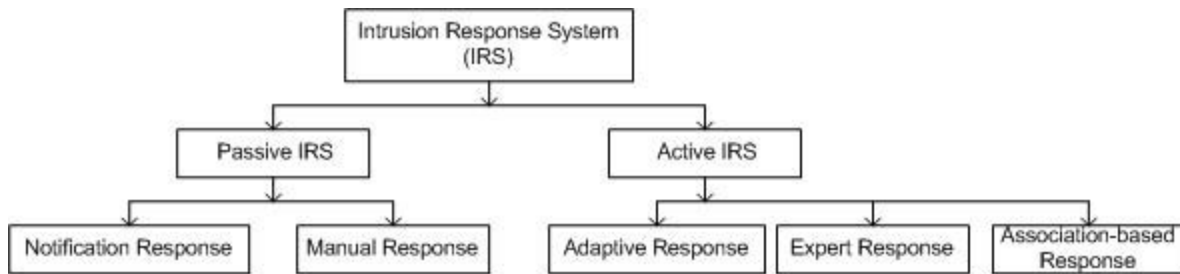 Intrusion Response System
(IRS)
Passive IRS
Active IRS
Notification Response
Manual Response
Adaptive Response
Expert Response
Association-based
Response